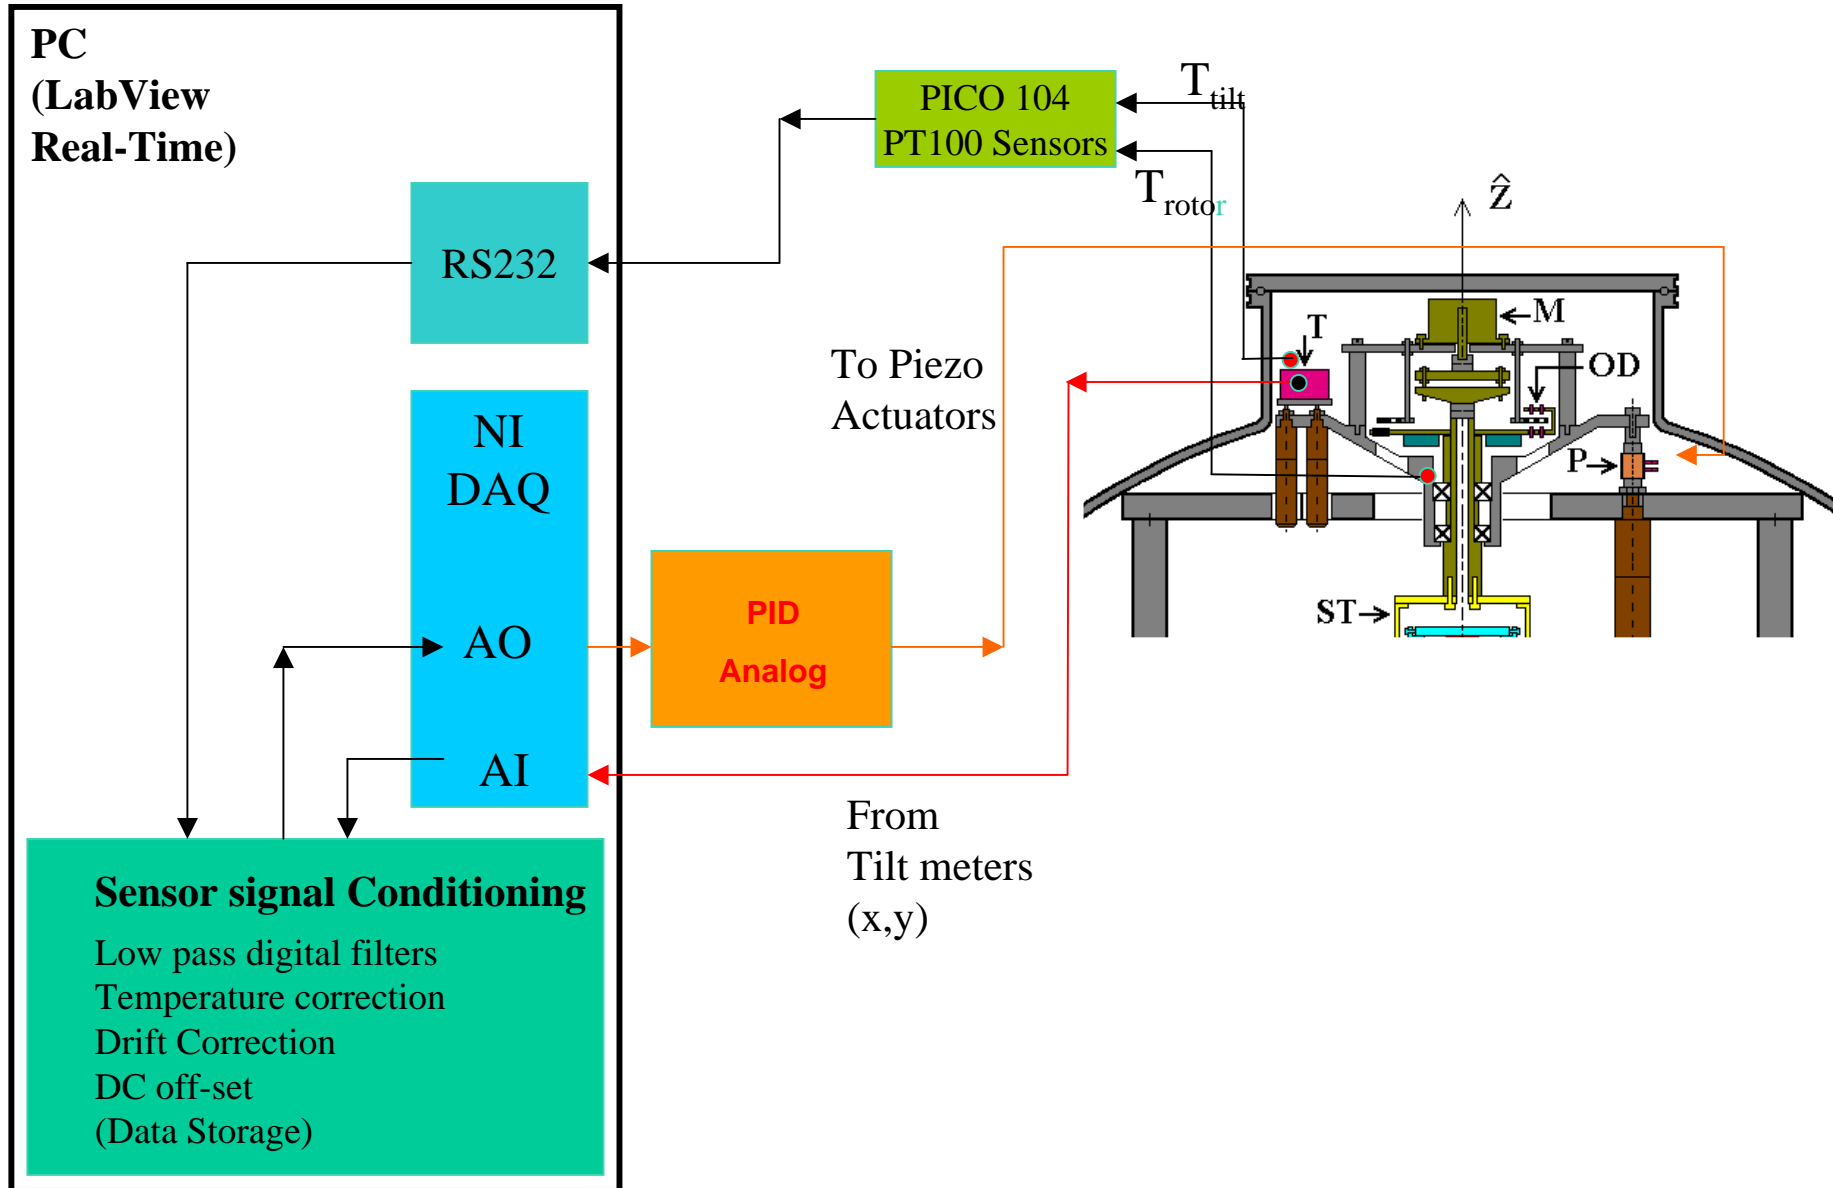 PC
(LabView
Real-Time)
PICO 104
PT100 Sensors
T_tilt
T_rotor
RS232
Ẑ
M
T
OD
P
ST
To Piezo
Actuators
NI
DAQ
AO
AI
PID
Analog
From
Tilt meters
(x,y)
Sensor signal Conditioning
Low pass digital filters
Temperature correction
Drift Correction
DC off-set
(Data Storage)